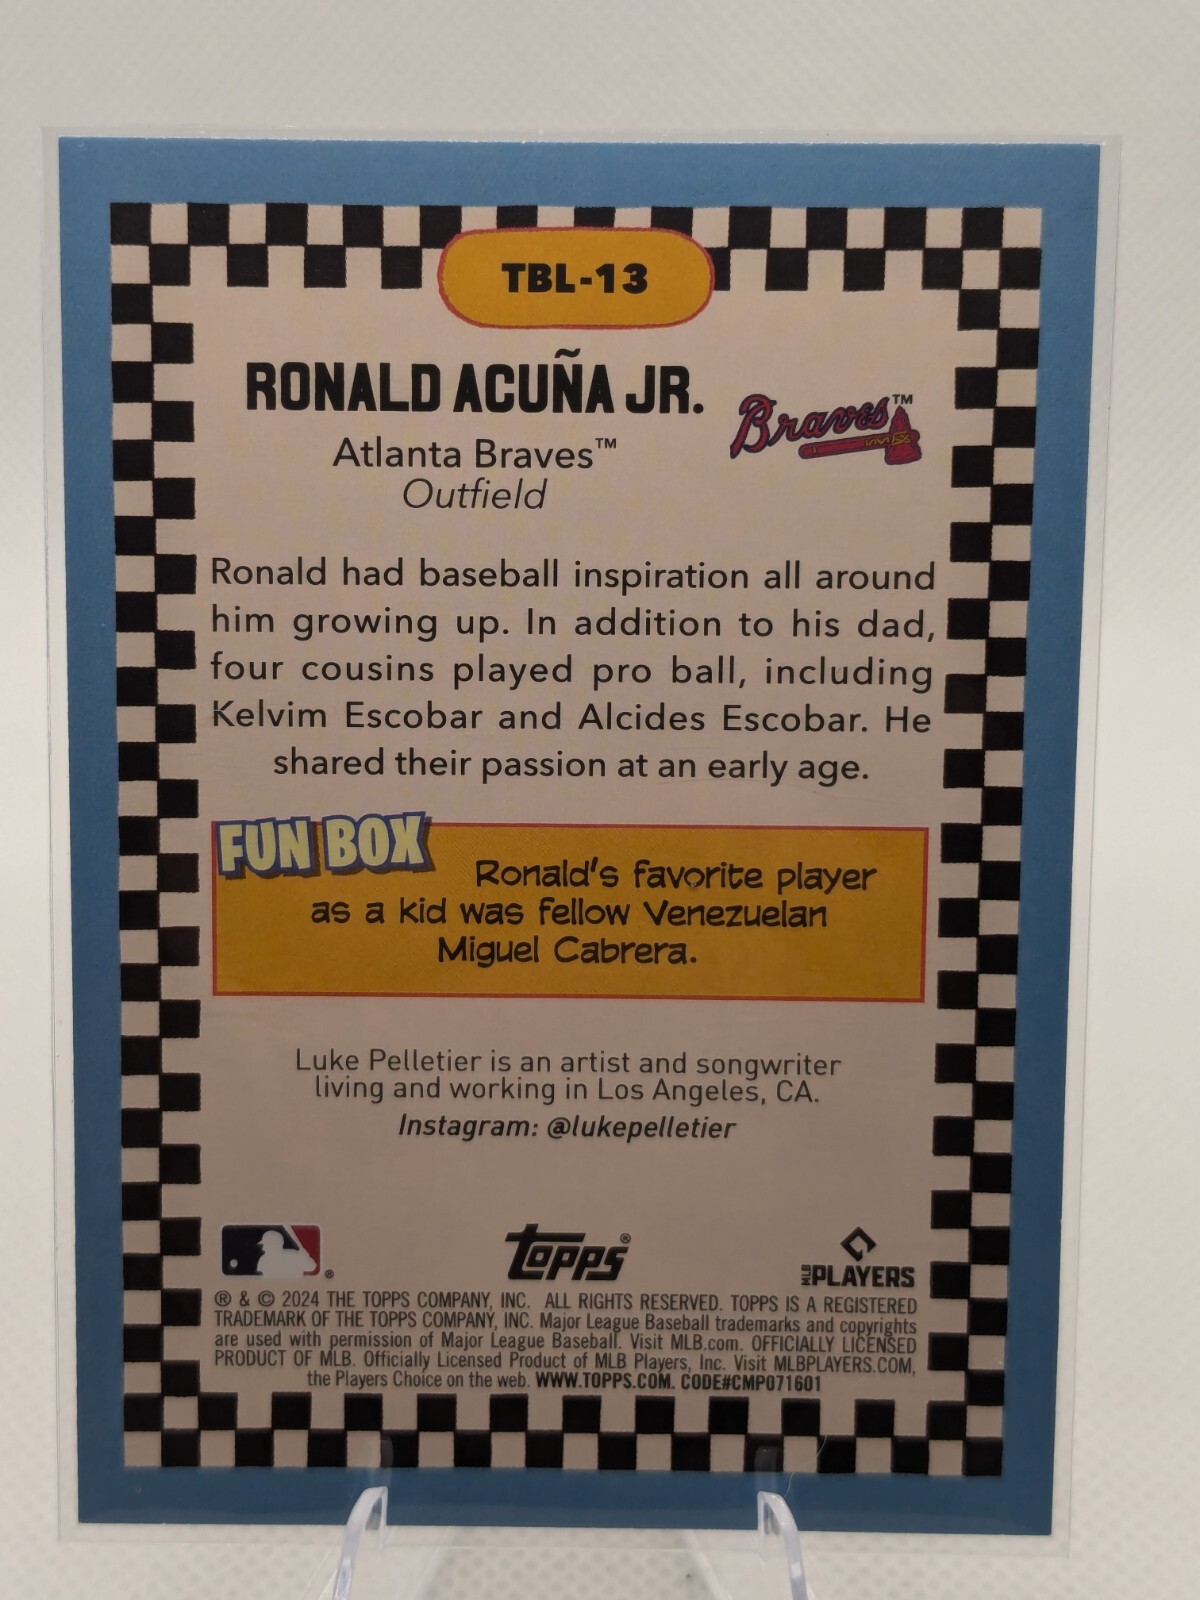 TBL-13
RONALD ACUÑA JR.
Braves™
Atlanta Braves™
Outfield
Ronald had baseball inspiration all around
him growing up. In addition to his dad,
four cousins played pro ball, including
Kelvim Escobar and Alcides Escobar. He
shared their passion at an early age.
FUN BOX
Ronald's favorite player
as a kid was fellow Venezuelan
Miguel Cabrera.
Luke Pelletier is an artist and songwriter
living and working in Los Angeles, CA.
Instagram: @lukepelletier
®
topps®
MLB PLAYERS
® & © 2024 THE TOPPS COMPANY, INC. ALL RIGHTS RESERVED. TOPPS IS A REGISTERED
TRADEMARK OF THE TOPPS COMPANY, INC. Major League Baseball trademarks and copyrights
are used with permission of Major League Baseball. Visit MLB.com. OFFICIALLY LICENSED
PRODUCT OF MLB. Officially Licensed Product of MLB Players, Inc. Visit MLBPLAYERS.COM,
the Players Choice on the web. WWW.TOPPS.COM. CODE#CMP071601